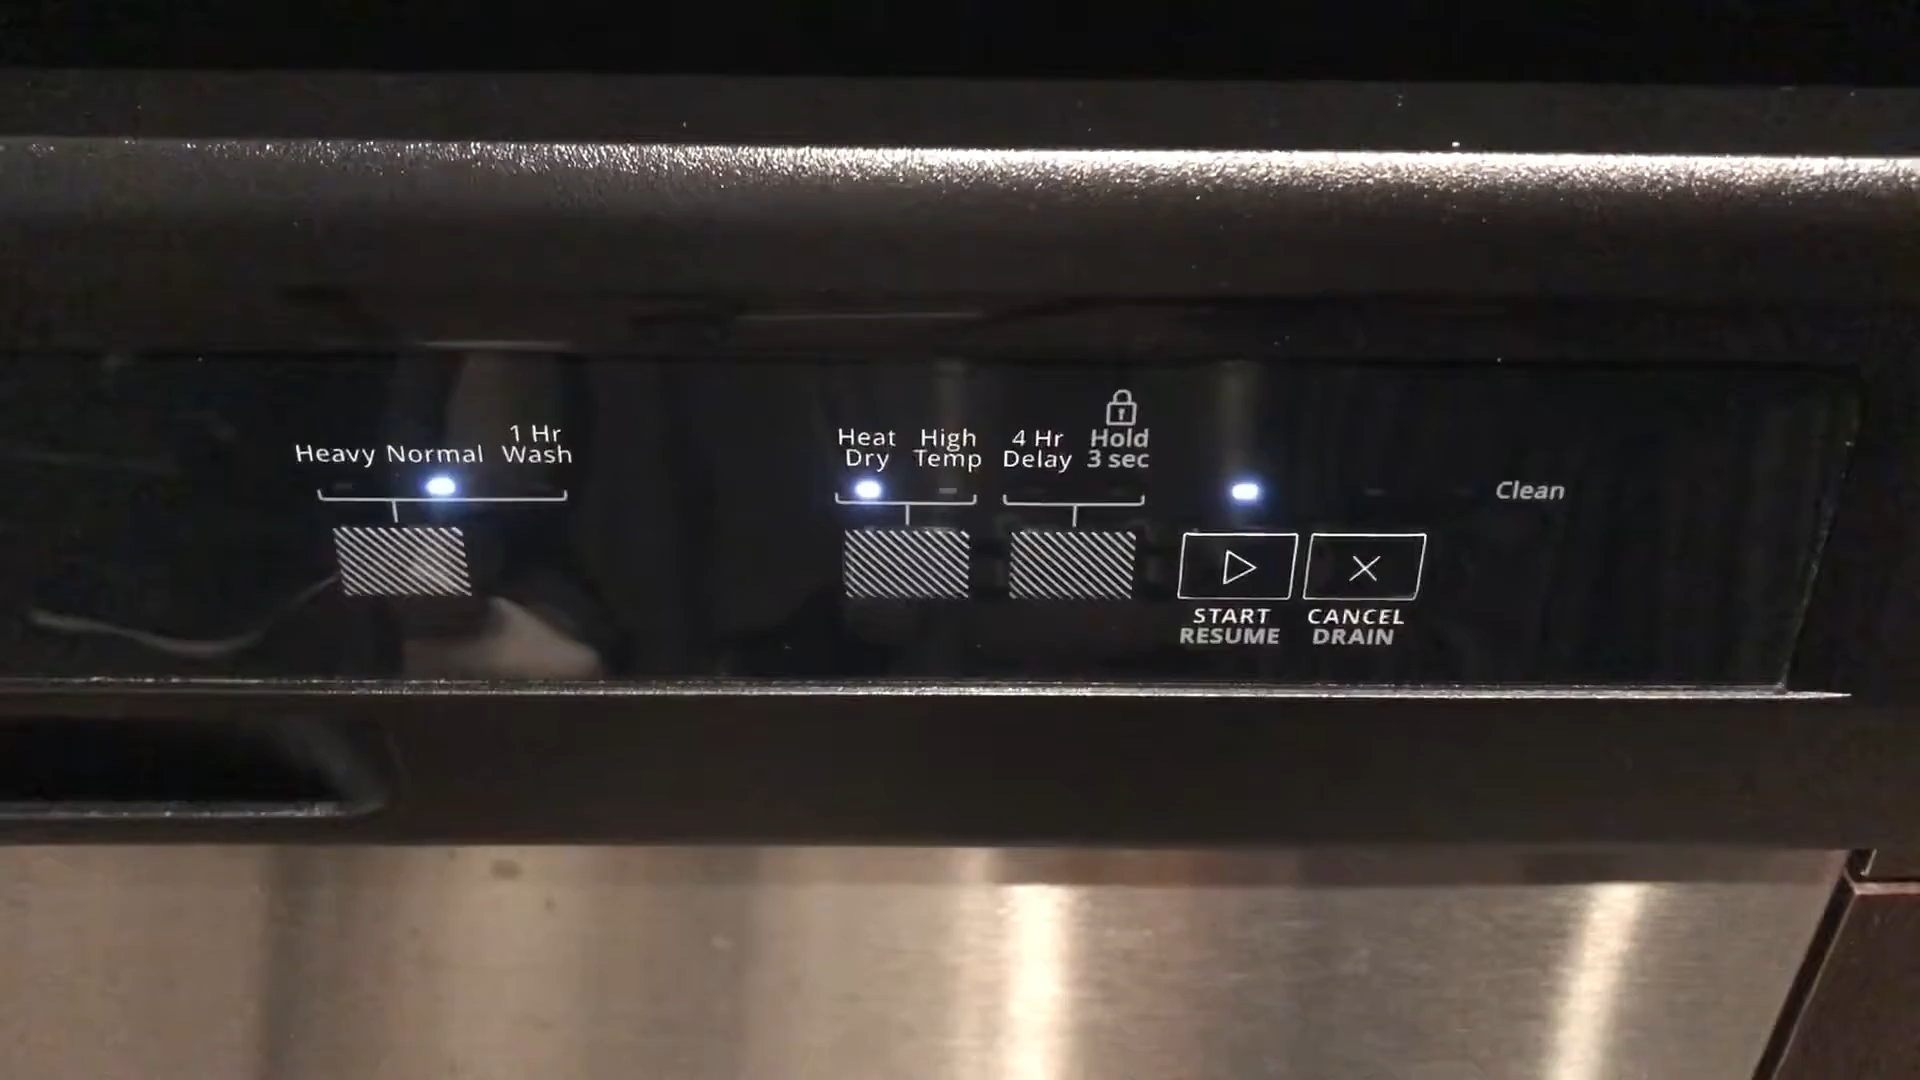 Heavy Normal 1 Hr Wash
Heat Dry
High Temp
4 Hr Delay
Hold 3 sec
Clean
START RESUME
CANCEL DRAIN